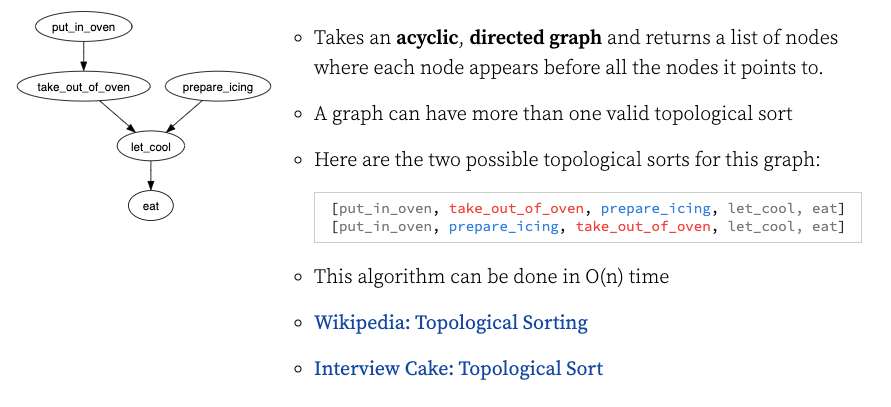 put_in_oven
take_out_of_oven
prepare_icing
let_cool
eat
Takes an acyclic, directed graph and returns a list of nodes
where each node appears before all the nodes it points to.
A graph can have more than one valid topological sort
Here are the two possible topological sorts for this graph:
[put_in_oven, take_out_of_oven, prepare_icing, let_cool, eat]
[put_in_oven, prepare_icing, take_out_of_oven, let_cool, eat]
This algorithm can be done in O(n) time
Wikipedia: Topological Sorting
Interview Cake: Topological Sort